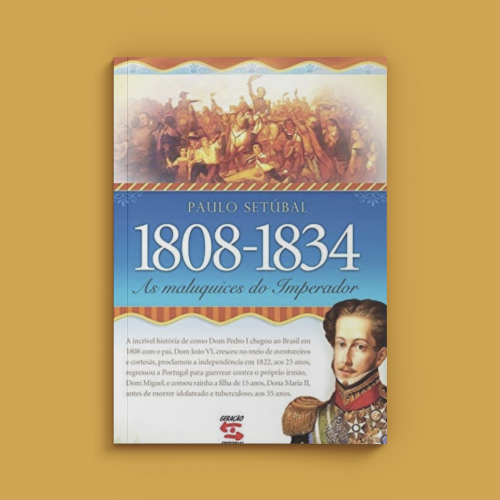 PAULO SETÚBAL
1808-1834
As maluquices do Imperador
A incrível história de como Dom Pedro I chegou ao Brasil em
1808 com o pai, Dom João VI, cresceu no meio de aventureiros
e cortesãs, proclamou a independência em 1822, aos 23 anos,
regressou a Portugal para guerrear contra o próprio irmão,
Dom Miguel, e coroou rainha a filha de 15 anos, Dona Maria II,
antes de morrer idolatrado e tuberculoso, aos 35 anos.
GERAÇÃO
EDITORIAL